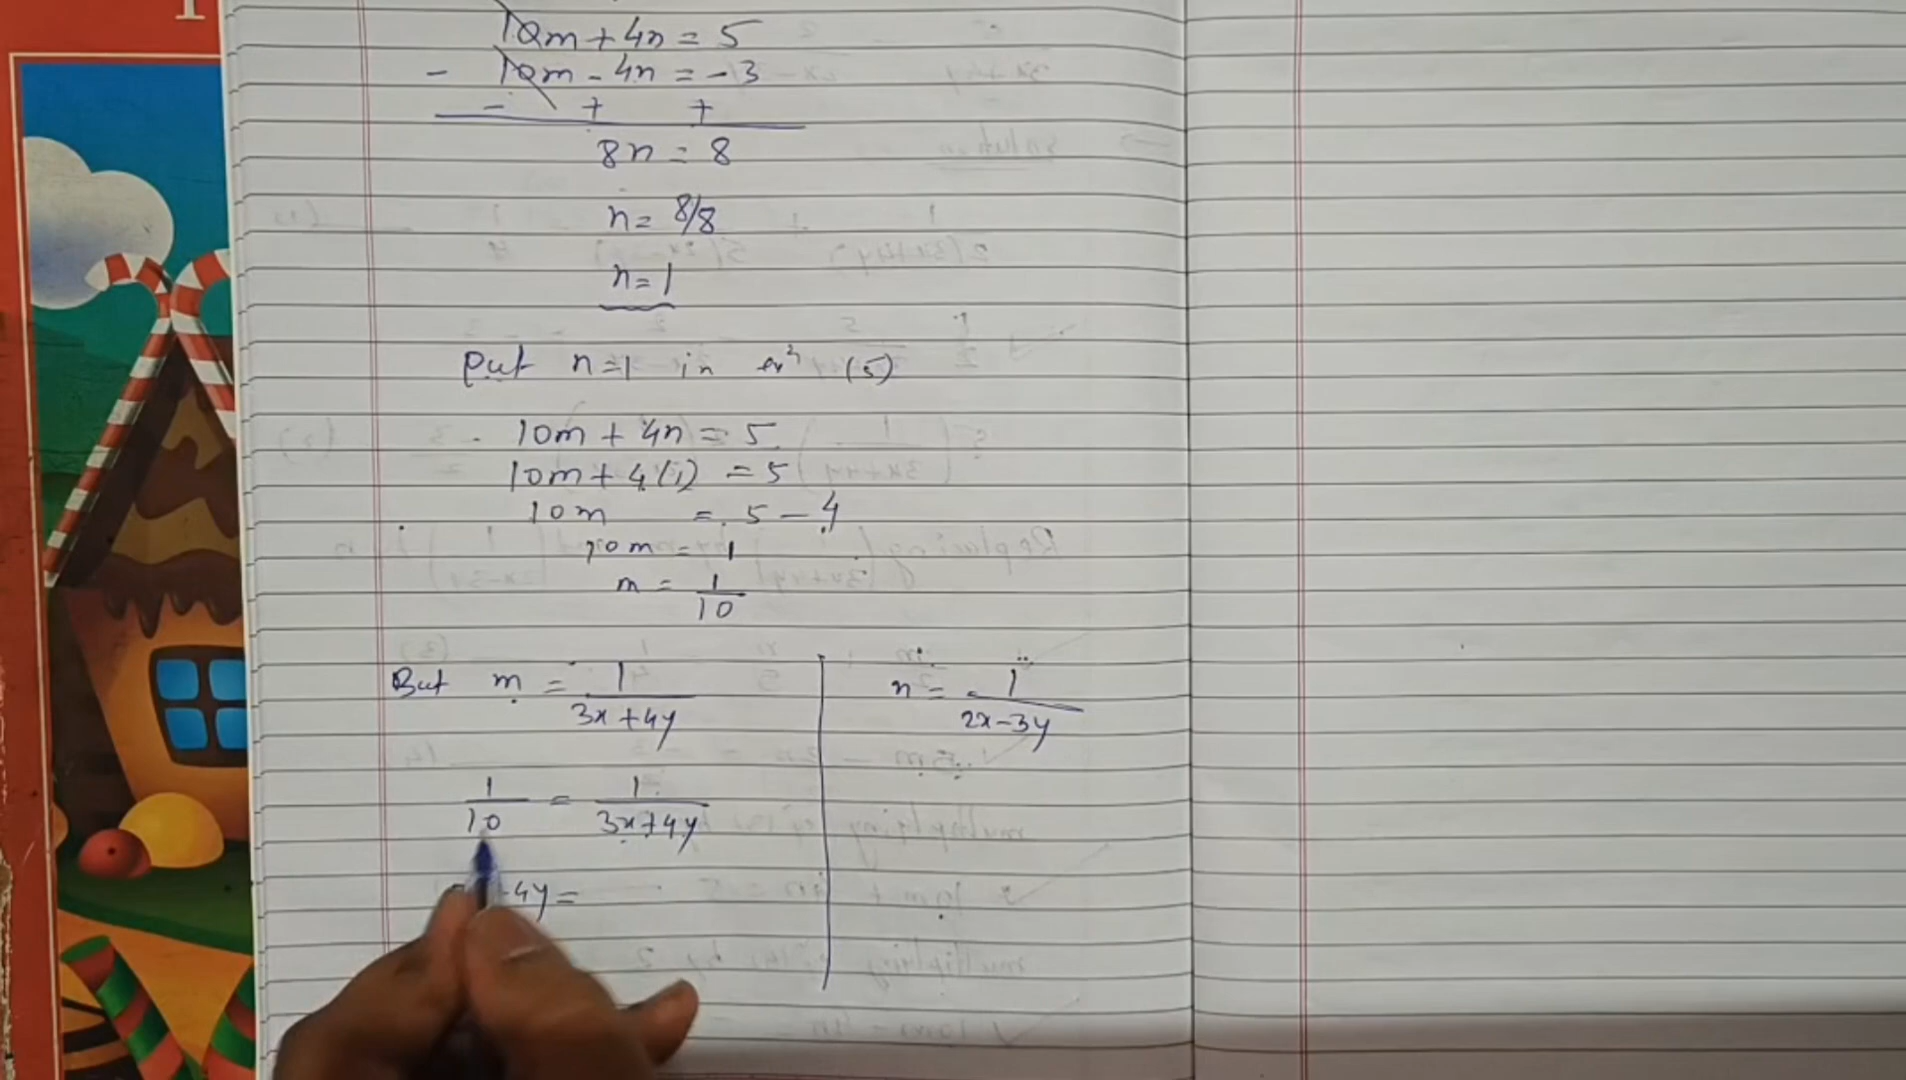 10m + 4n = 5
- 10m - 4n = -3
- + +
8n = 8
n = 8/8
n = 1
Put n=1 in eqn (5)
10m + 4n = 5
10m + 4(1) = 5
10m = 5 - 4
10m = 1
m = 1/10
But m = 1/3x+4y
n = 1/2x-3y
1/10 = 1/3x+4y
+4y =